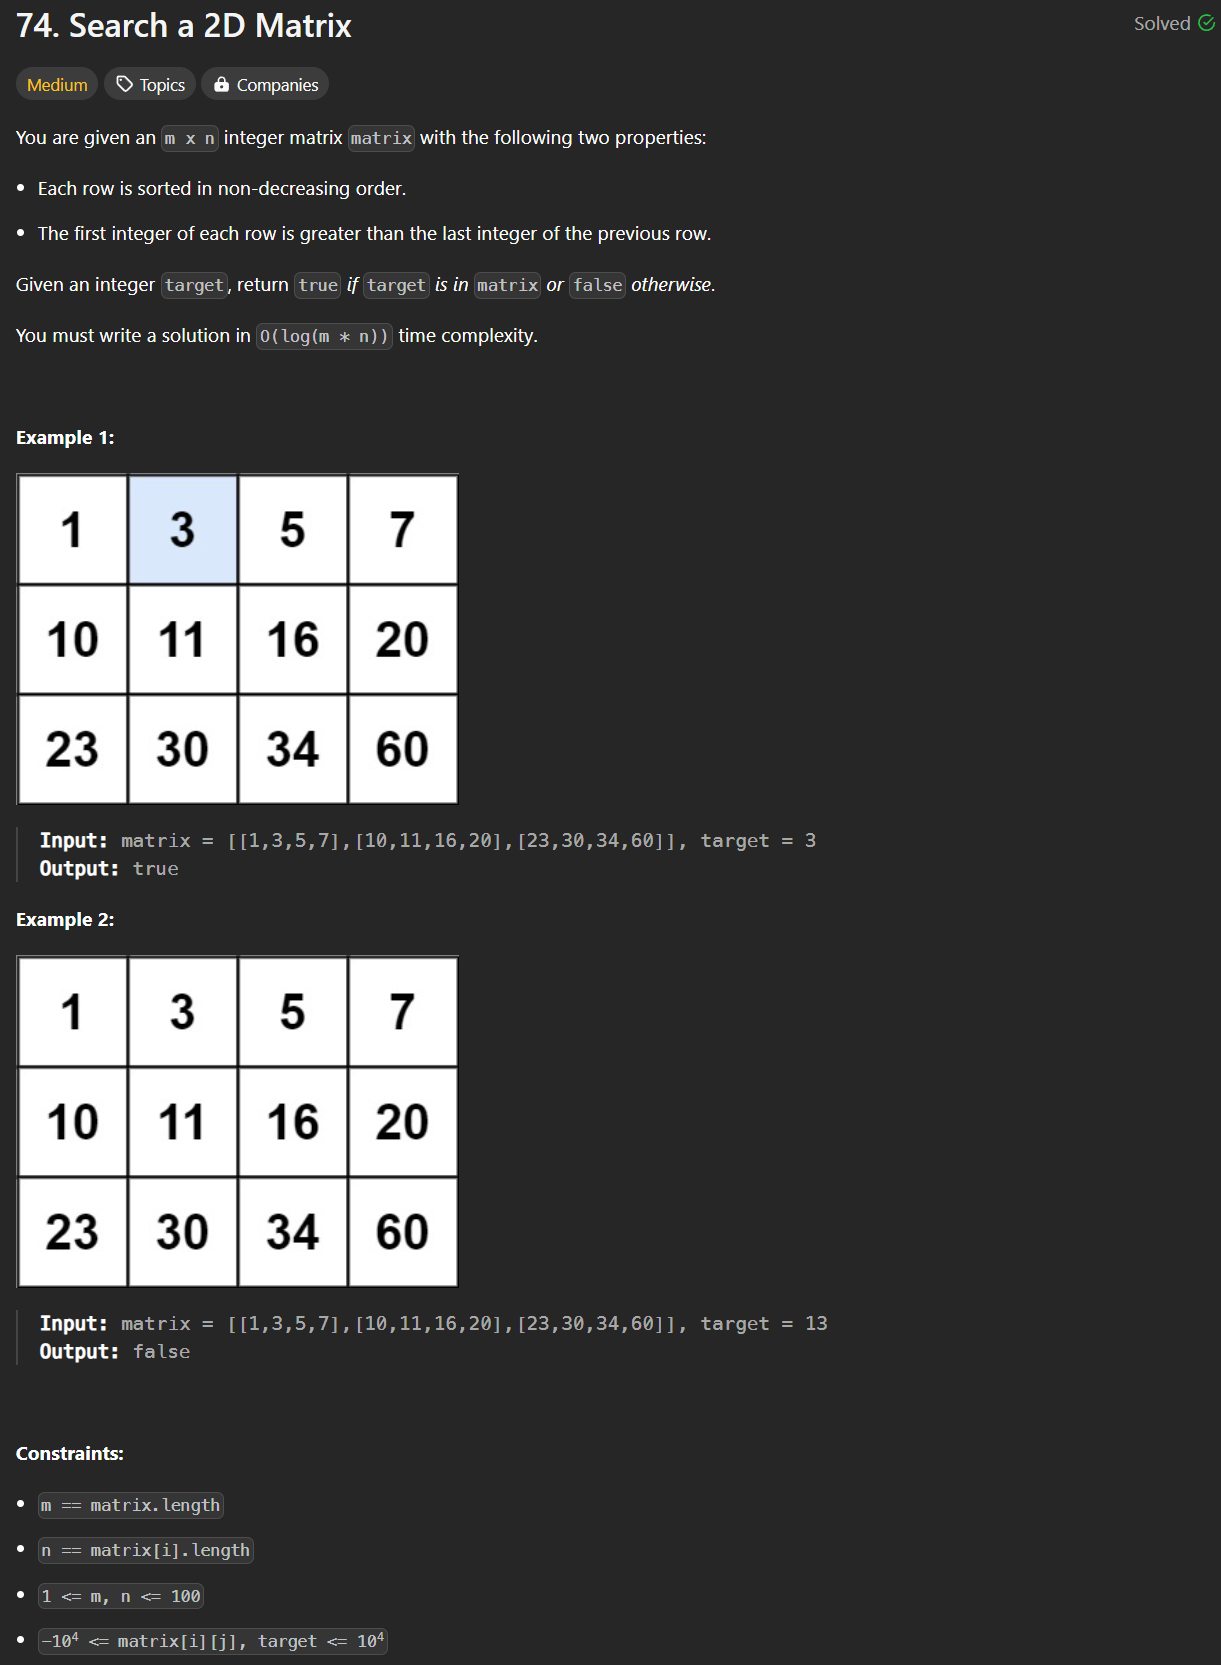 74. Search a 2D Matrix
Solved
Medium Topics Companies
You are given an m x n integer matrix matrix with the following two properties:
• Each row is sorted in non-decreasing order.
• The first integer of each row is greater than the last integer of the previous row.
Given an integer target, return true if target is in matrix or false otherwise.
You must write a solution in O(log(m * n)) time complexity.
Example 1:
1 3 5 7
10 11 16 20
23 30 34 60
Input: matrix = [[1,3,5,7],[10,11,16,20],[23,30,34,60]], target = 3
Output: true
Example 2:
1 3 5 7
10 11 16 20
23 30 34 60
Input: matrix = [[1,3,5,7],[10,11,16,20],[23,30,34,60]], target = 13
Output: false
Constraints:
• m == matrix.length
• n == matrix[i].length
• 1 <= m, n <= 100
• -10⁴ <= matrix[i][j], target <= 10⁴